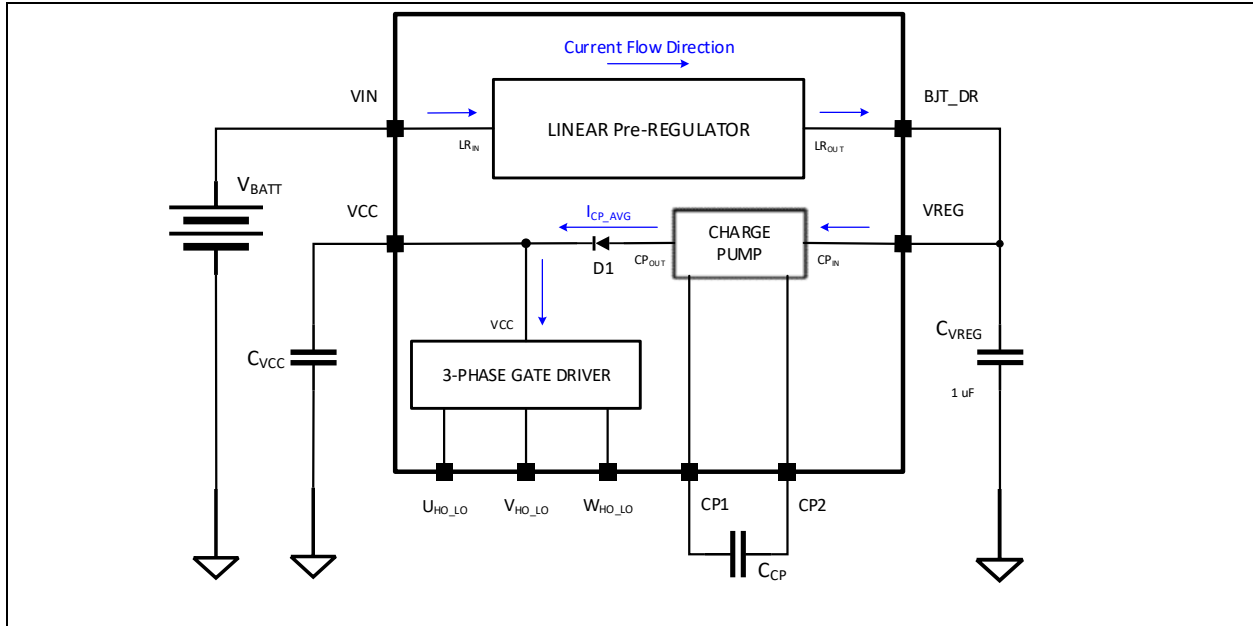 Current Flow Direction
VIN
BJT_DR
LINEAR Pre-REGULATOR
LRIN
LROUT
VBATT
VCC
ICP_AVG
CHARGE
PUMP
VREG
D1
CPOUT
CPIN
VCC
CVCC
3-PHASE GATE DRIVER
CVREG
1 uF
UHO_LO
VHO_LO
WHO_LO
CP1
CP2
CCP